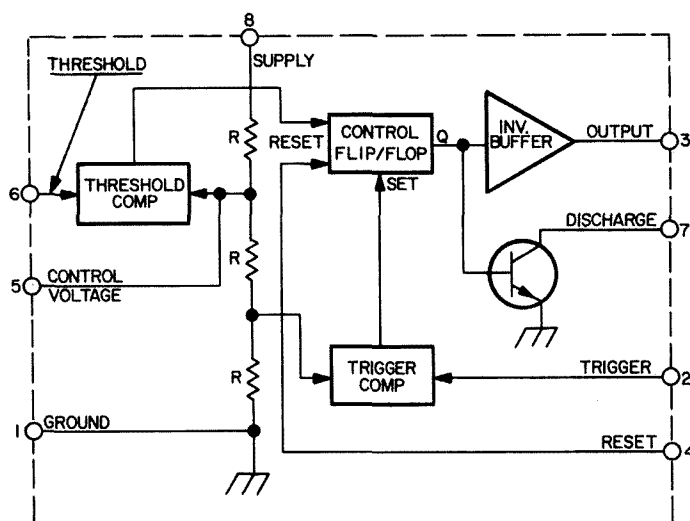 8
SUPPLY
THRESHOLD
R
RESET
CONTROL
FLIP/FLOP
Q
INV.
BUFFER
OUTPUT
3
6
THRESHOLD
COMP
SET
DISCHARGE
7
5
CONTROL
VOLTAGE
R
TRIGGER
COMP
TRIGGER
2
R
1
GROUND
RESET
4